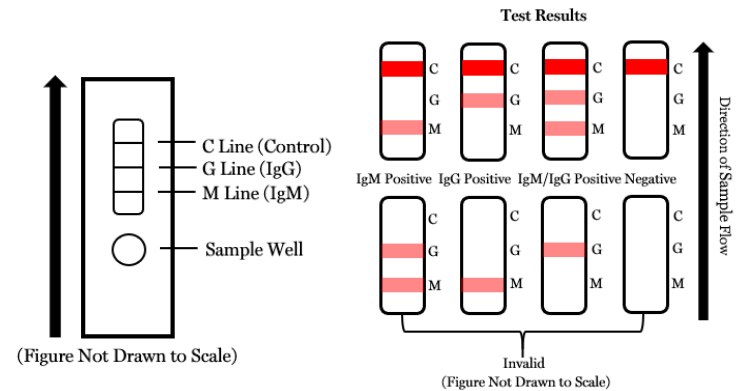 C Line (Control)
G Line (IgG)
M Line (IgM)
Sample Well
(Figure Not Drawn to Scale)
Test Results
C
G
M
C
G
M
C
G
M
C
G
M
IgM Positive
IgG Positive
IgM/IgG Positive
Negative
C
G
M
C
G
M
C
G
M
C
G
M
Invalid
(Figure Not Drawn to Scale)
Direction of Sample Flow